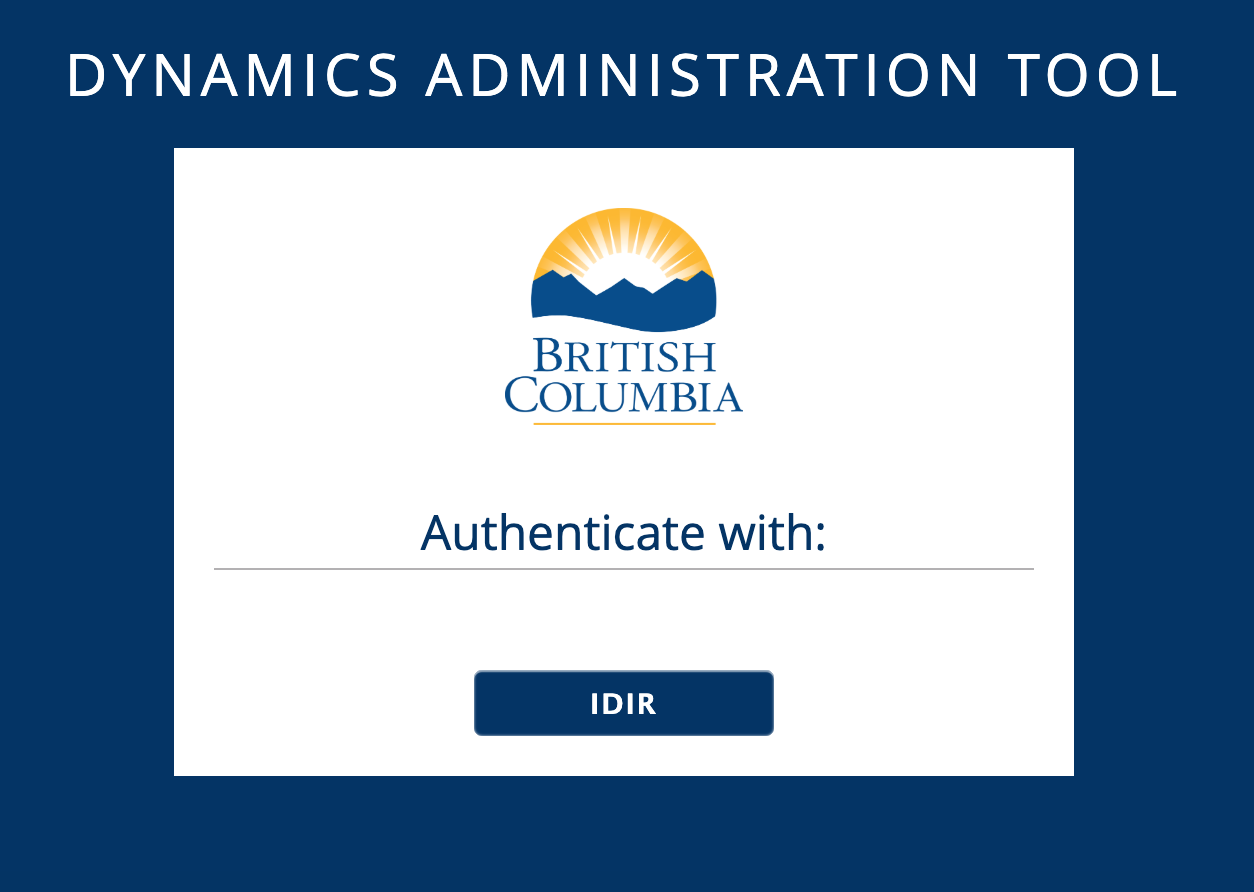 DYNAMICS ADMINISTRATION TOOL
BRITISH
COLUMBIA
Authenticate with:
IDIR